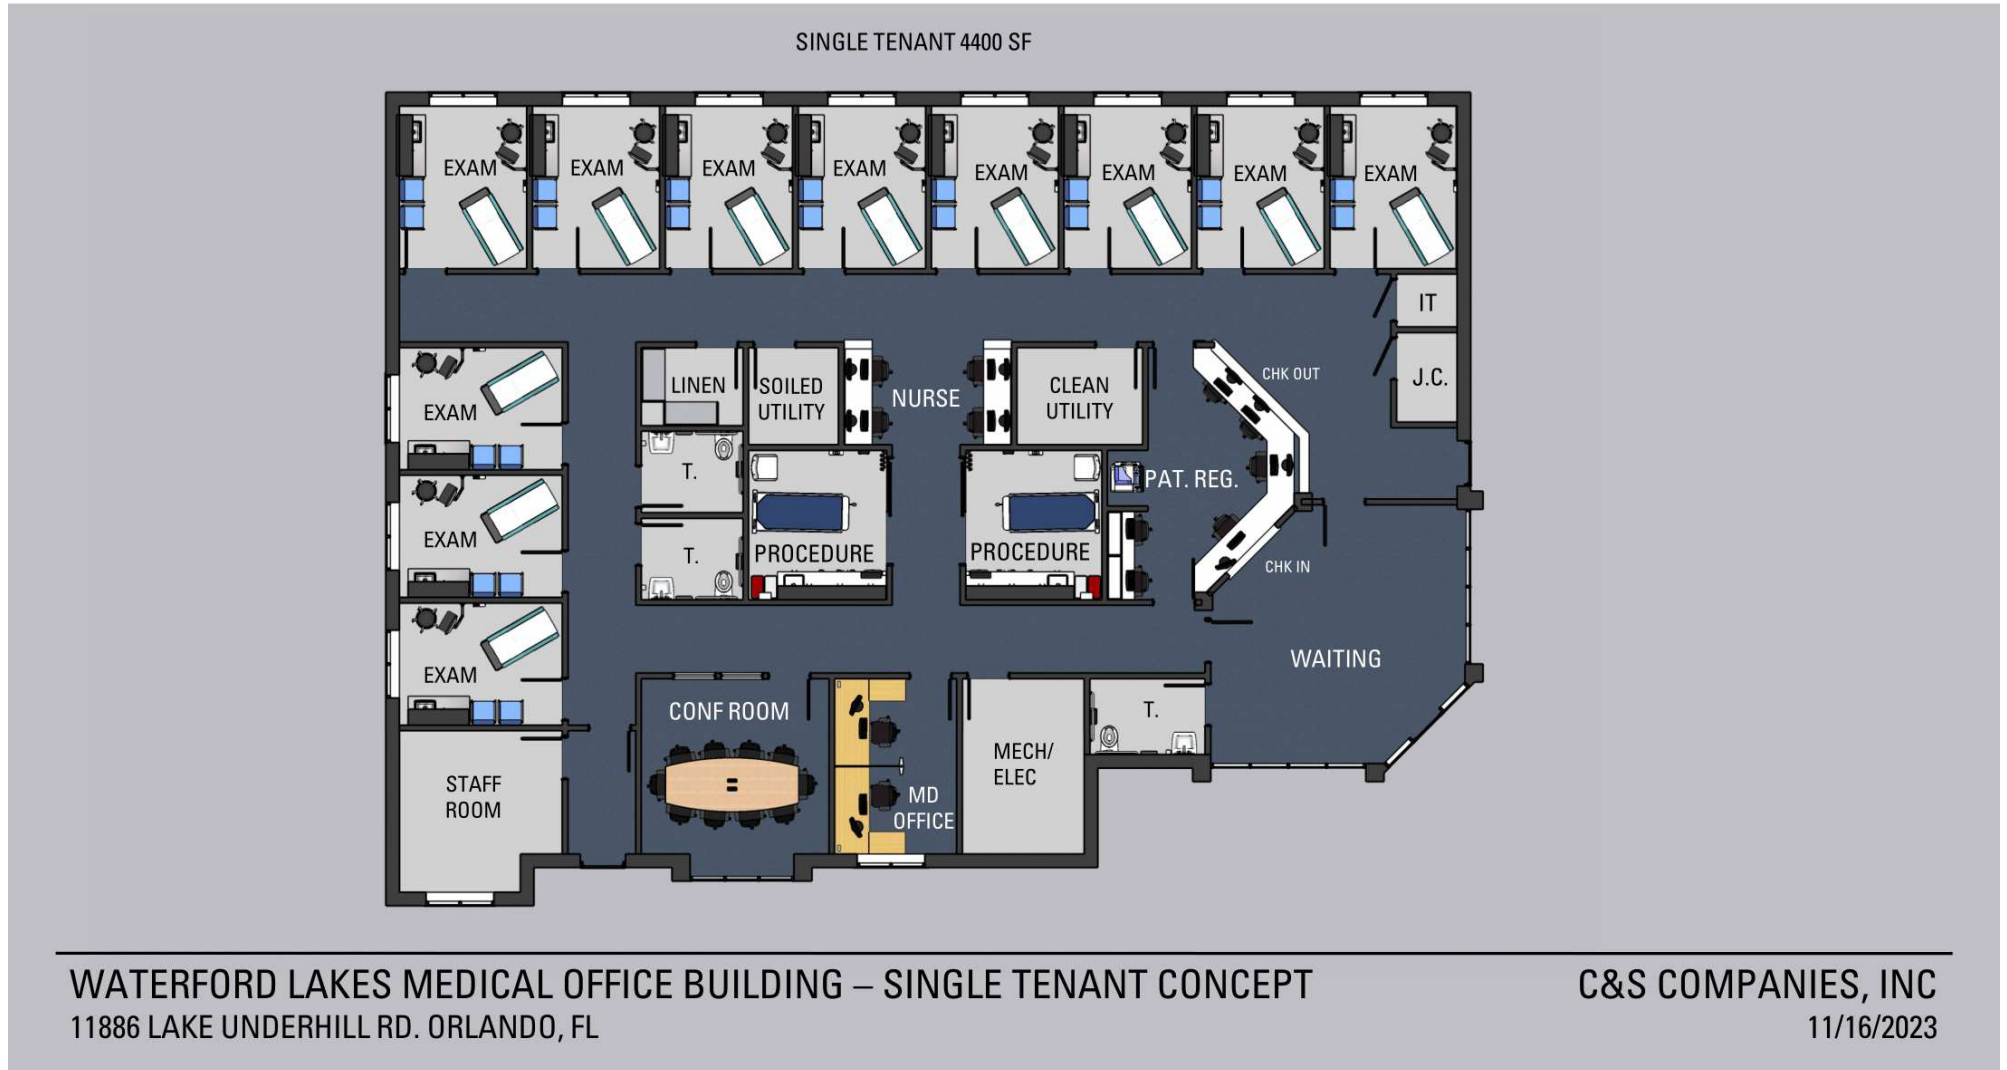 SINGLE TENANT 4400 SF
EXAM
EXAM
EXAM
EXAM
EXAM
EXAM
EXAM
EXAM
IT
J.C.
CHK OUT
EXAM
LINEN
SOILED
UTILITY
NURSE
CLEAN
UTILITY
T.
PAT. REG.
EXAM
T.
PROCEDURE
PROCEDURE
CHK IN
EXAM
WAITING
CONF ROOM
T.
MECH/
ELEC
STAFF
ROOM
MD
OFFICE
WATERFORD LAKES MEDICAL OFFICE BUILDING – SINGLE TENANT CONCEPT
11886 LAKE UNDERHILL RD. ORLANDO, FL
C&S COMPANIES, INC
11/16/2023